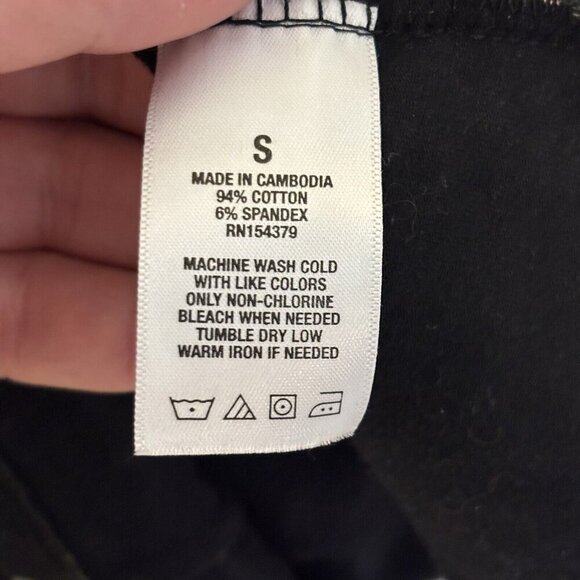 S
MADE IN CAMBODIA
94% COTTON
6% SPANDEX
RN154379
MACHINE WASH COLD
WITH LIKE COLORS
ONLY NON-CHLORINE
BLEACH WHEN NEEDED
TUMBLE DRY LOW
WARM IRON IF NEEDED